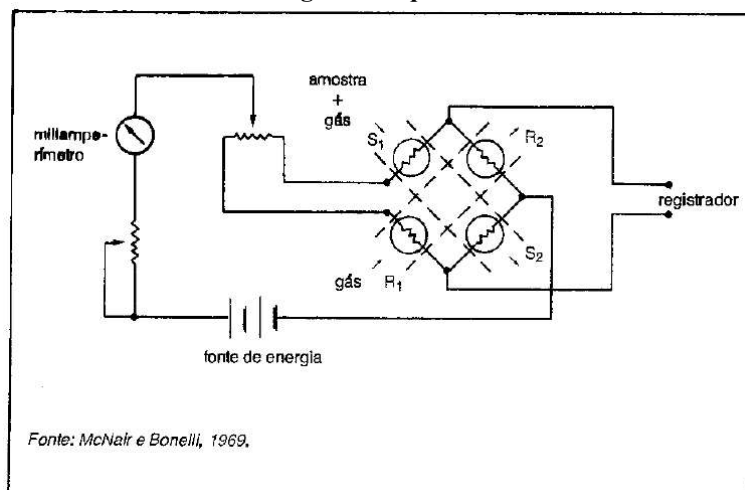 amostra
+
gás
miliampe-
rímetro
S1
R2
registrador
gás
R1
S2
fonte de energia
Fonte: McNair e Bonelli, 1969.